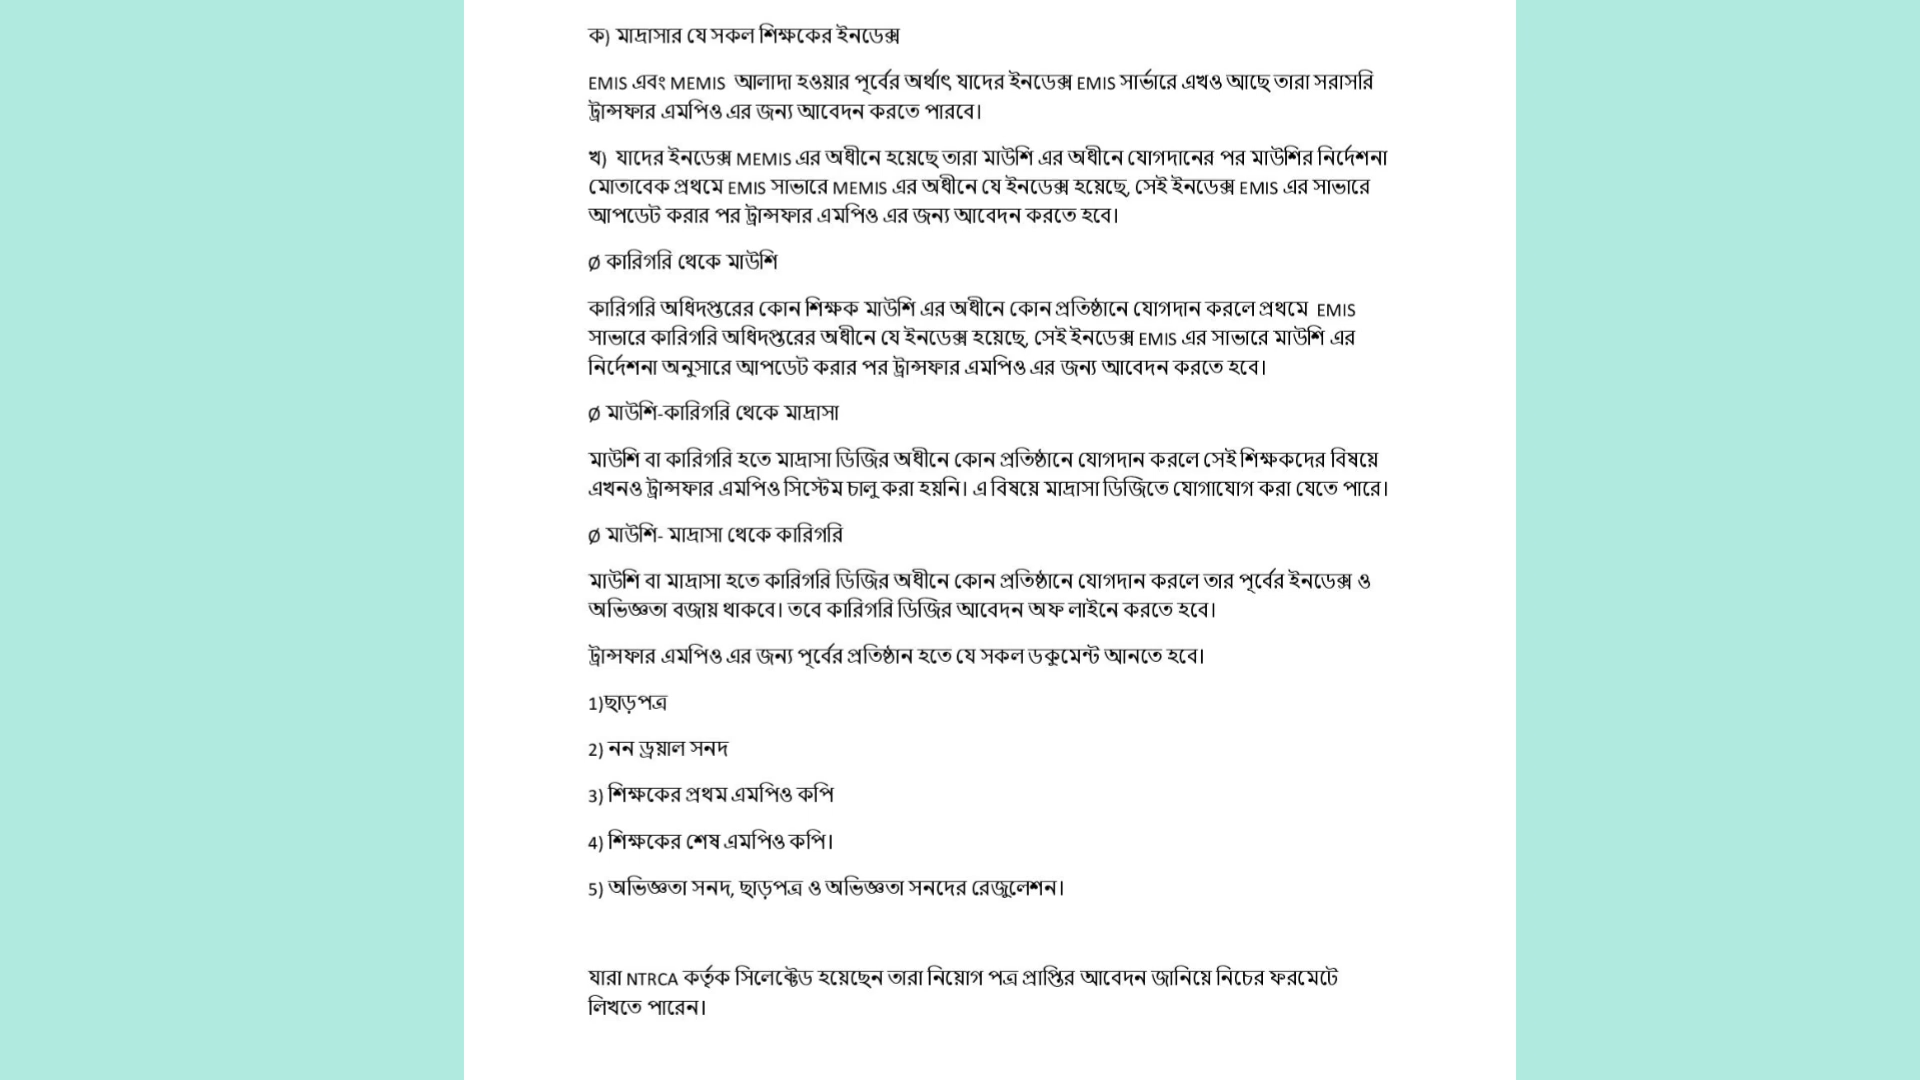 ক) মাদ্রাসার যে সকল শিক্ষকের ইনডেক্স
EMIS এবং MEMIS আলাদা হওয়ার পূর্বের অর্থাৎ যাদের ইনডেক্স EMIS সার্ভারে এখও আছে তারা সরাসরি
ট্রান্সফার এমপিও এর জন্য আবেদন করতে পারবে।
খ) যাদের ইনডেক্স MEMIS এর অধীনে হয়েছে তারা মাউশি এর অধীনে যোগদানের পর মাউশির নির্দেশনা
মোতাবেক প্রথমে EMIS সাভারে MEMIS এর অধীনে যে ইনডেক্স হয়েছে, সেই ইনডেক্স EMIS এর সাভারে
আপডেট করার পর ট্রান্সফার এমপিও এর জন্য আবেদন করতে হবে।
Ø কারিগরি থেকে মাউশি
কারিগরি অধিদপ্তরের কোন শিক্ষক মাউশি এর অধীনে কোন প্রতিষ্ঠানে যোগদান করলে প্রথমে EMIS
সাভারে কারিগরি অধিদপ্তরের অধীনে যে ইনডেক্স হয়েছে, সেই ইনডেক্স EMIS এর সাভারে মাউশি এর
নির্দেশনা অনুসারে আপডেট করার পর ট্রান্সফার এমপিও এর জন্য আবেদন করতে হবে।
Ø মাউশি-কারিগরি থেকে মাদ্রাসা
মাউশি বা কারিগরি হতে মাদ্রাসা ডিজির অধীনে কোন প্রতিষ্ঠানে যোগদান করলে সেই শিক্ষকদের বিষয়ে
এখনও ট্রান্সফার এমপিও সিস্টেম চালু করা হয়নি। এ বিষয়ে মাদ্রাসা ডিজিতে যোগাযোগ করা যেতে পারে।
Ø মাউশি- মাদ্রাসা থেকে কারিগরি
মাউশি বা মাদ্রাসা হতে কারিগরি ডিজির অধীনে কোন প্রতিষ্ঠানে যোগদান করলে তার পূর্বের ইনডেক্স ও
অভিজ্ঞতা বজায় থাকবে। তবে কারিগরি ডিজির আবেদন অফ লাইনে করতে হবে।
ট্রান্সফার এমপিও এর জন্য পূর্বের প্রতিষ্ঠান হতে যে সকল ডকুমেন্ট আনতে হবে।
1)ছাড়পত্র
2) নন ড্রয়াল সনদ
3) শিক্ষকের প্রথম এমপিও কপি
4) শিক্ষকের শেষ এমপিও কপি।
5) অভিজ্ঞতা সনদ, ছাড়পত্র ও অভিজ্ঞতা সনদের রেজুলেশন।
যারা NTRCA কর্তৃক সিলেক্টেড হয়েছেন তারা নিয়োগ পত্র প্রাপ্তির আবেদন জানিয়ে নিচের ফরমেটে
লিখতে পারেন।